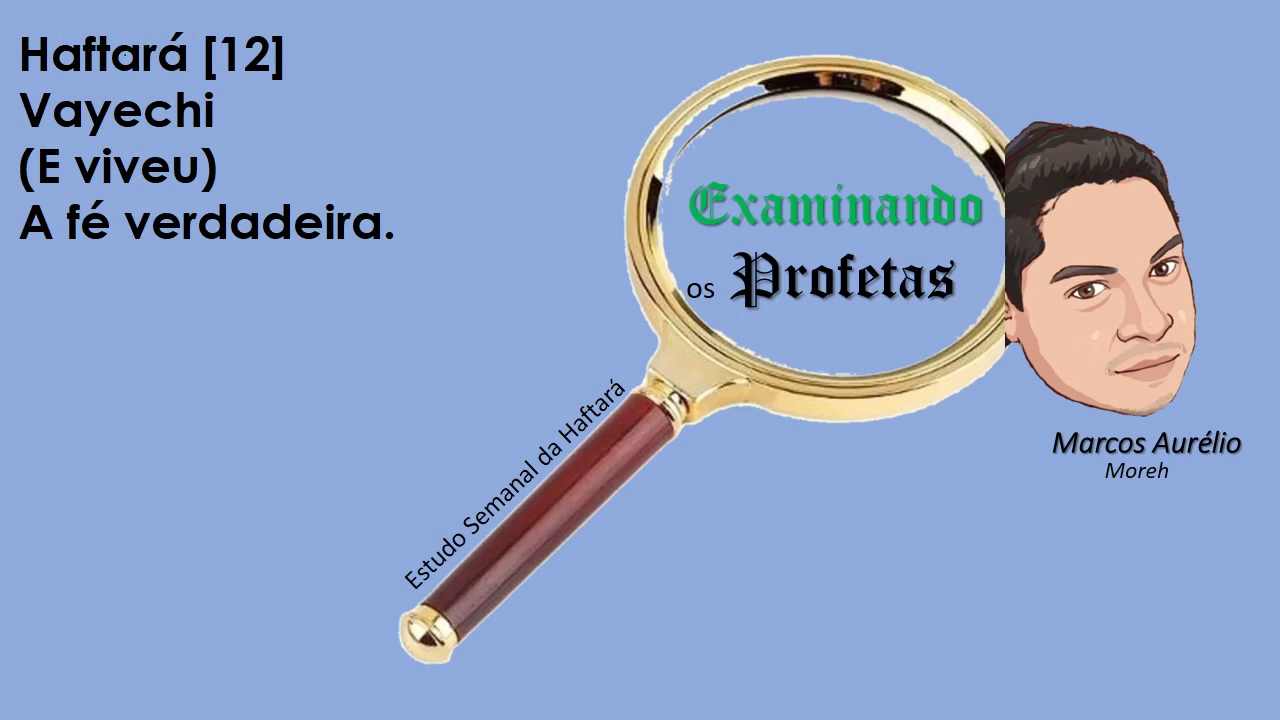 Haftará [12]
Vayechi
(E viveu)
A fé verdadeira.
Examinando
os Profetas
Estudo Semanal da Haftará
Marcos Aurélio
Moreh